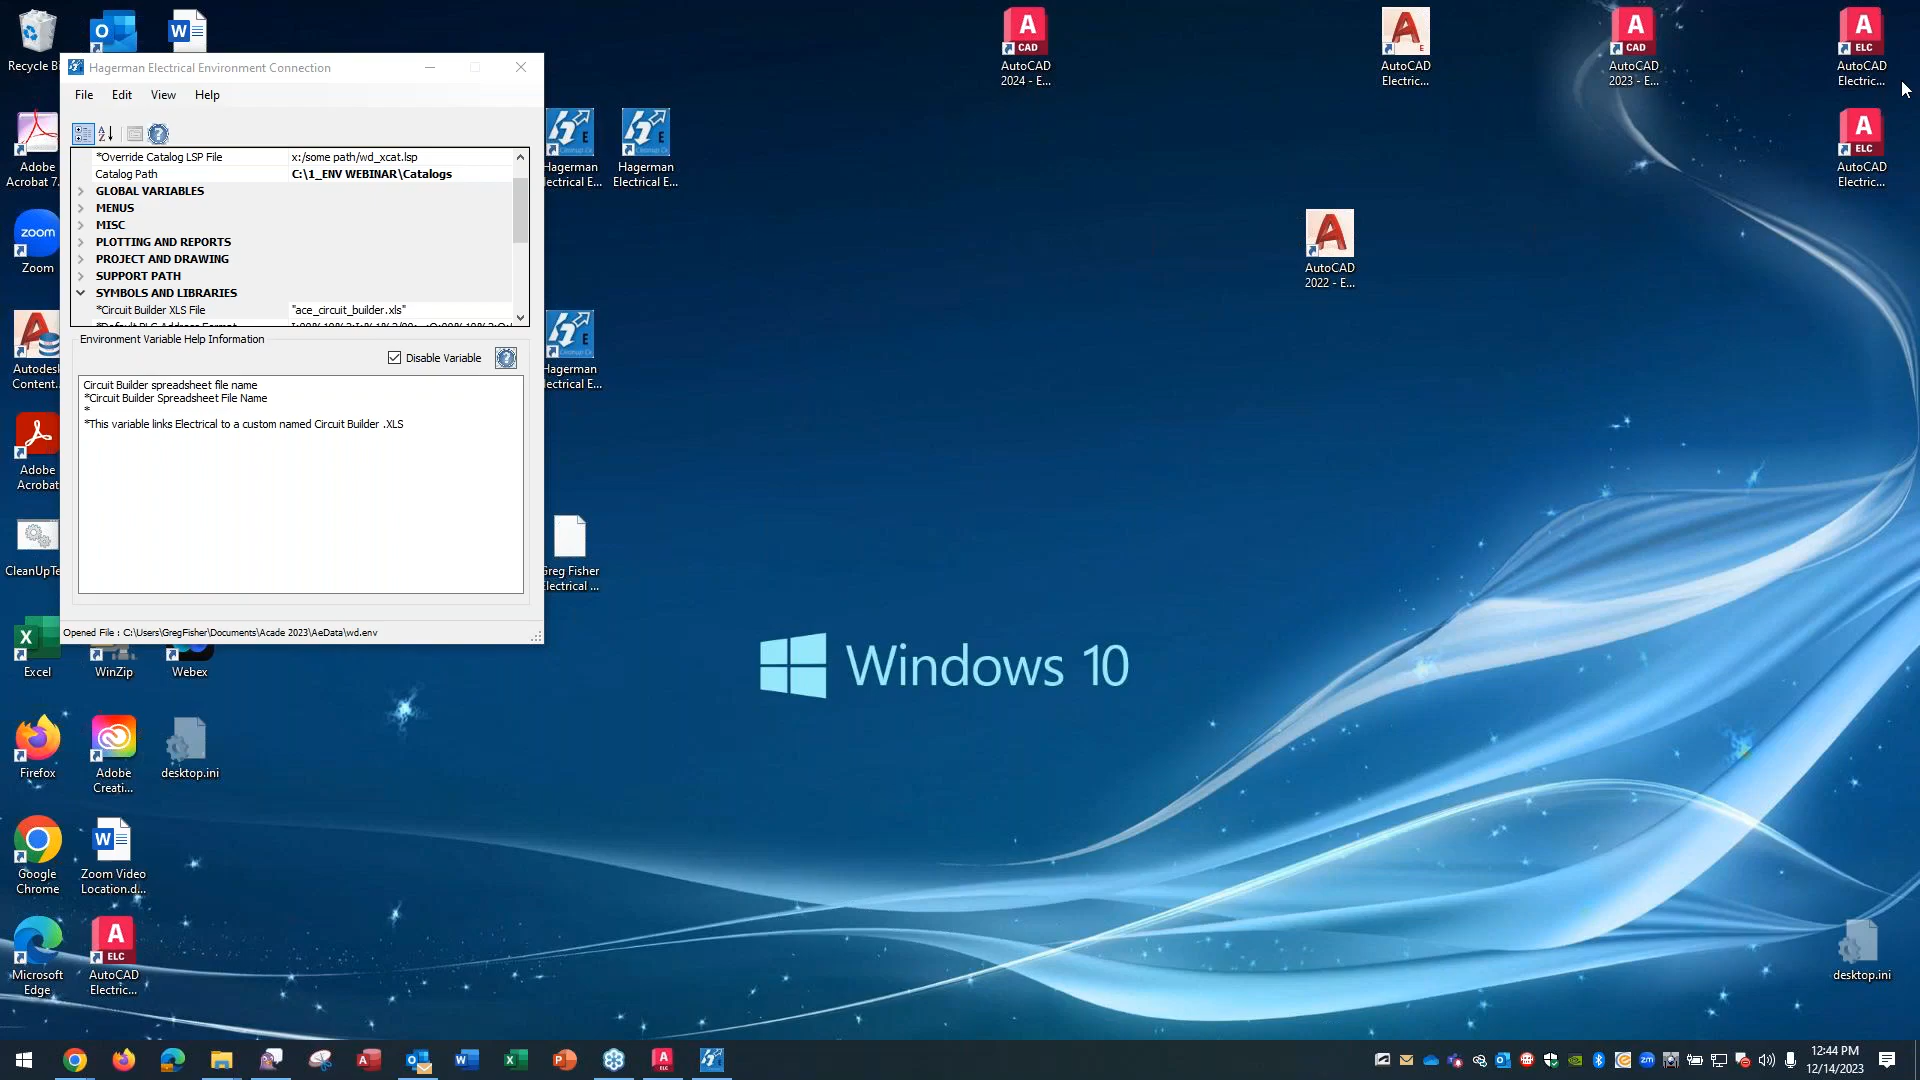 Recycle Bi
AutoCAD
2024 - E...
AutoCAD
Electric...
AutoCAD
2023 - E...
AutoCAD
Electric...
Hagerman Electrical Environment Connection
File Edit View Help
*Override Catalog LSP File x:/some path/wd_xcat.lsp
Catalog Path C:\1_ENV WEBINAR\Catalogs
GLOBAL VARIABLES
MENUS
MISC
PLOTTING AND REPORTS
PROJECT AND DRAWING
SUPPORT PATH
SYMBOLS AND LIBRARIES
*Circuit Builder XLS File "ace_circuit_builder.xls"
Environment Variable Help Information
Disable Variable
Circuit Builder spreadsheet file name
*Circuit Builder Spreadsheet File Name
*
*This variable links Electrical to a custom named Circuit Builder .XLS
Opened File : C:\Users\GregFisher\Documents\Acade 2023\AeData\wd.env
Adobe
Acrobat 7.
Hagerman
lectrical E...
Hagerman
Electrical E...
AutoCAD
Electric...
zoom
Zoom
AutoCAD
2022 - E...
Autodesk
Content.
Hagerman
lectrical E...
Adobe
Acrobat
CleanUpTe
Greg Fisher
Electrical ...
Windows 10
Excel
WinZip
Webex
Firefox
Adobe
Creati...
desktop.ini
Google
Chrome
Zoom Video
Location.d...
Microsoft
Edge
AutoCAD
Electric...
desktop.ini
12:44 PM
12/14/2023